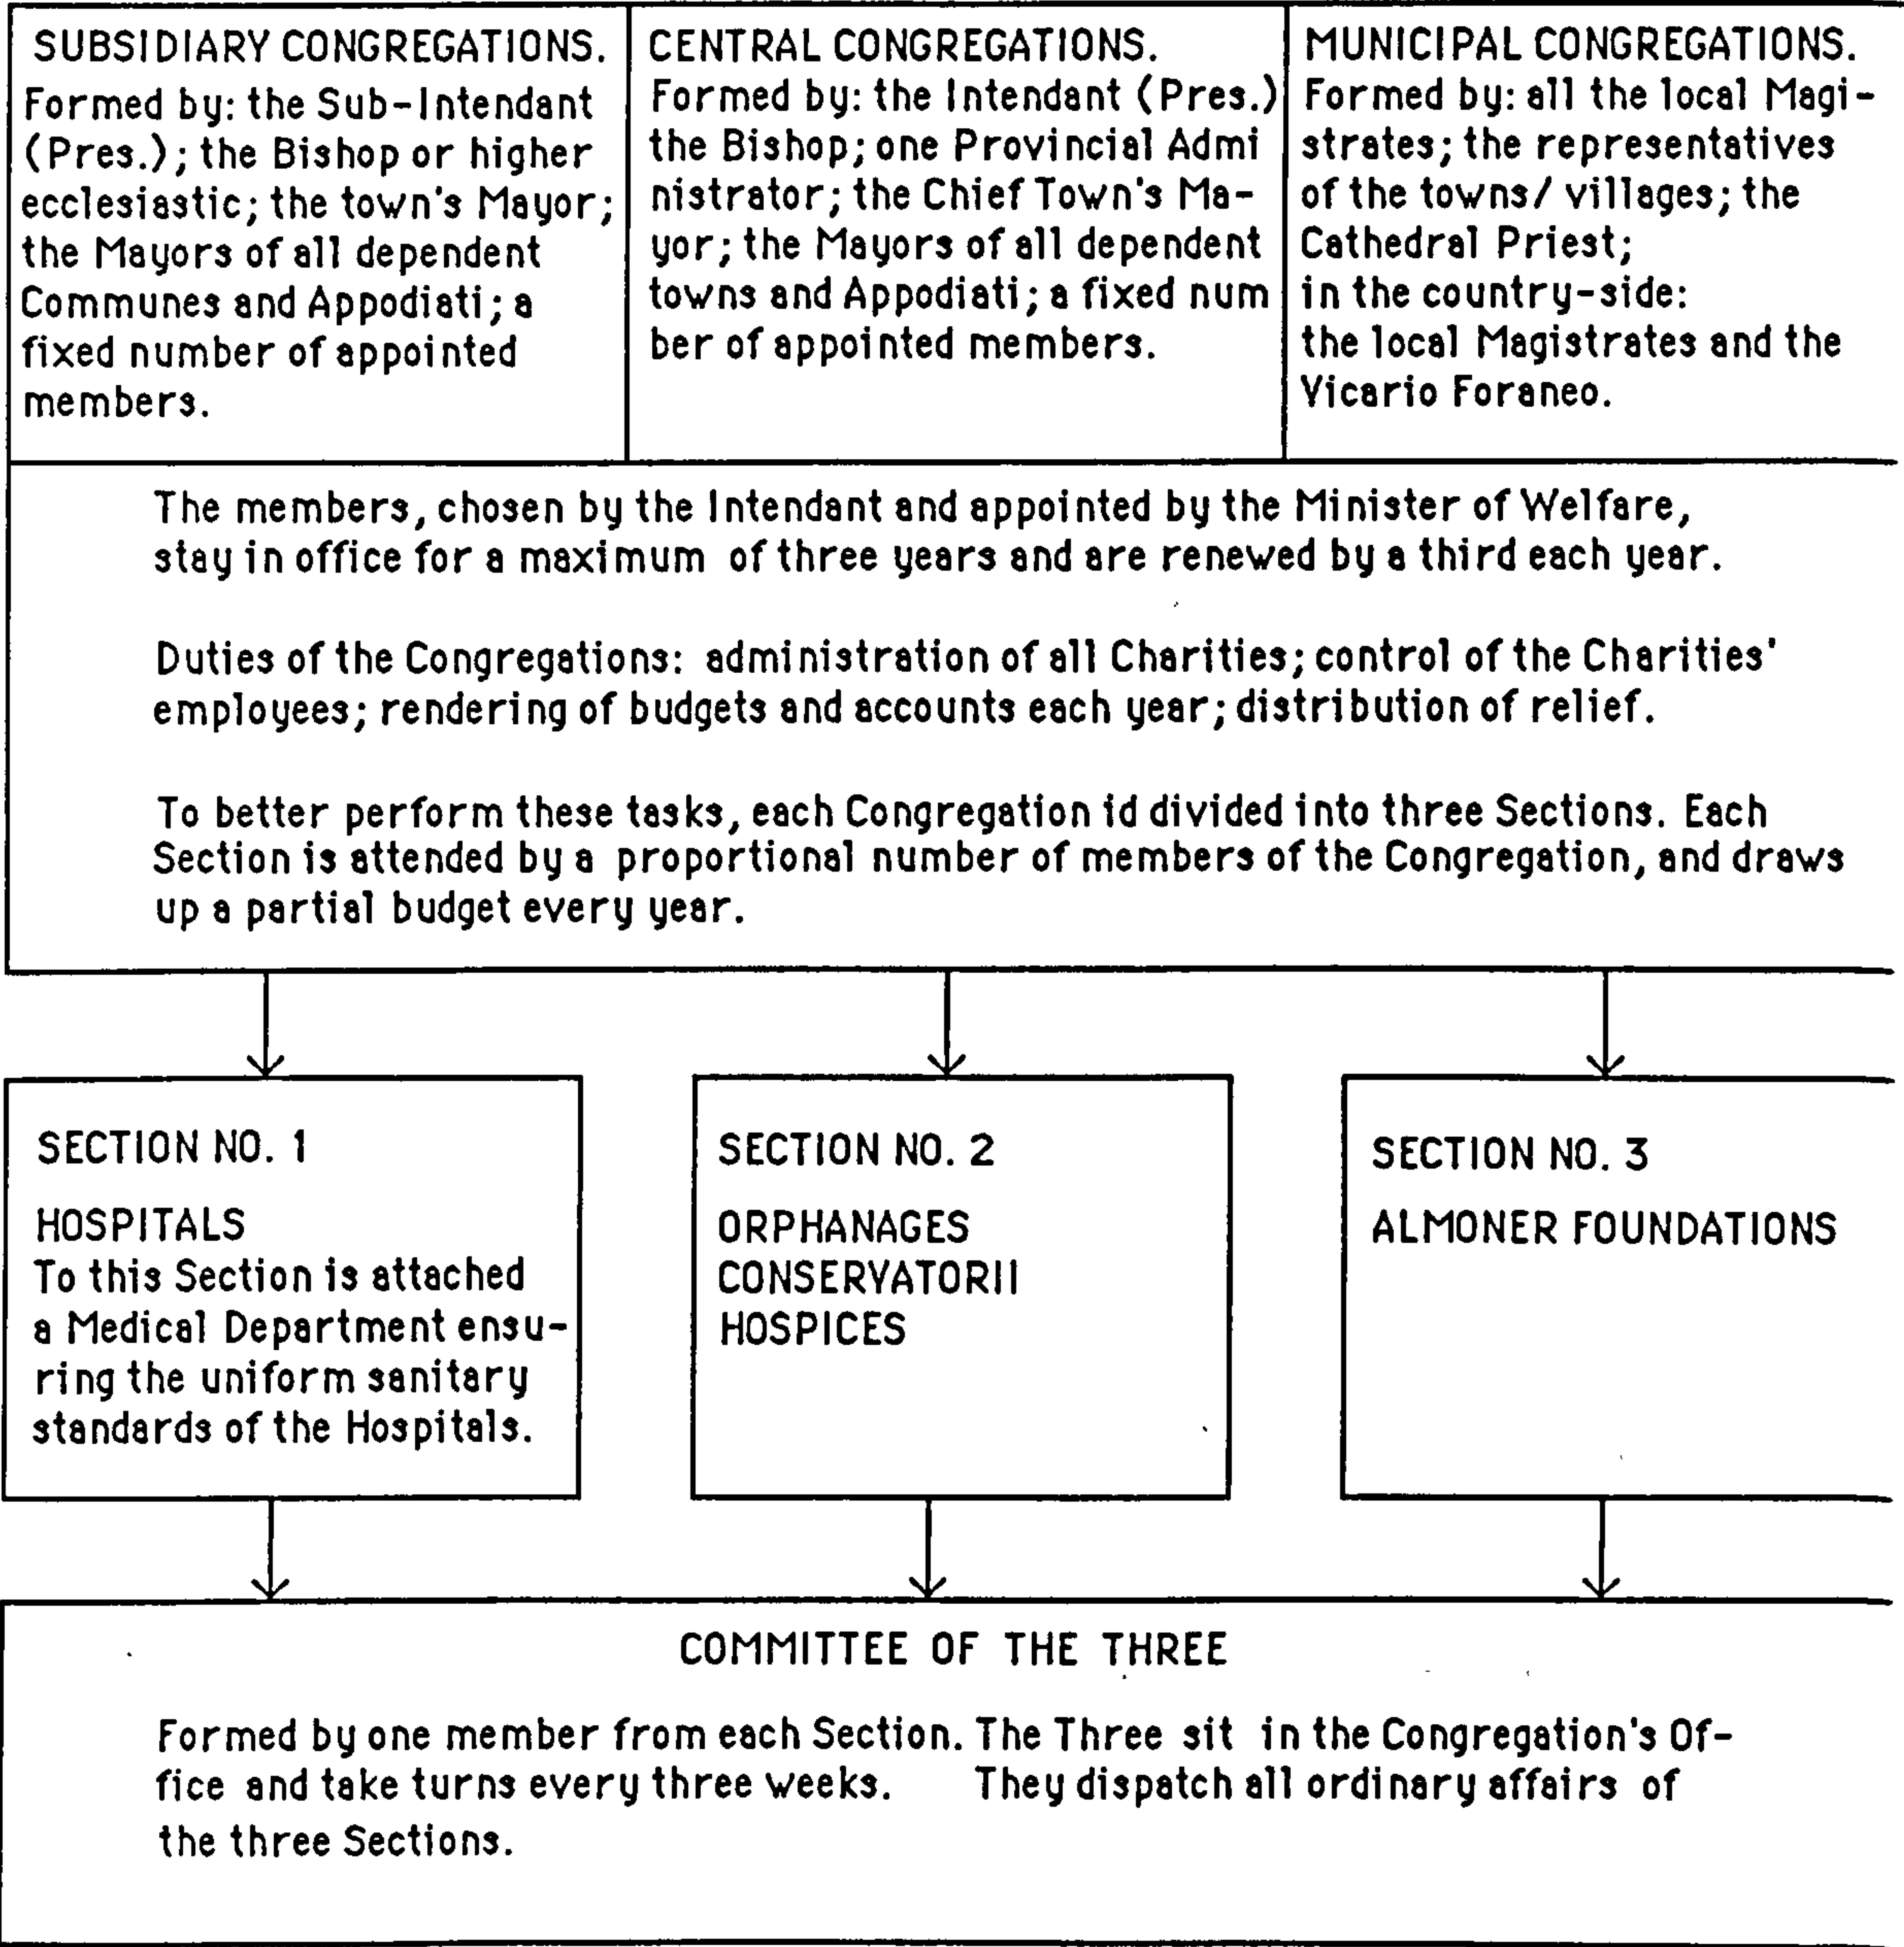 SUBSIDIARY CONGREGATIONS.
Formed by: the Sub-Intendant
(Pres.); the Bishop or higher
ecclesiastic; the town's Mayor;
the Mayors of all dependent
Communes and Appodiati; a
fixed number of appointed
members.
CENTRAL CONGREGATIONS.
Formed by: the Intendant (Pres.)
the Bishop; one Provincial Admi
nistrator; the Chief Town's Ma-
yor; the Mayors of all dependent
towns and Appodiati; a fixed num
ber of appointed members.
MUNICIPAL CONGREGATIONS.
Formed by: all the local Magi-
strates; the representatives
of the towns/ villages; the
Cathedral Priest;
in the country-side:
the local Magistrates and the
Vicario Foraneo.
The members, chosen by the Intendant and appointed by the Minister of Welfare,
stay in office for a maximum of three years and are renewed by a third each year.
Duties of the Congregations: administration of all Charities; control of the Charities'
employees; rendering of budgets and accounts each year; distribution of relief.
To better perform these tasks, each Congregation id divided into three Sections. Each
Section is attended by a proportional number of members of the Congregation, and draws
up a partial budget every year.
SECTION NO. 1
HOSPITALS
To this Section is attached
a Medical Department ensu-
ring the uniform sanitary
standards of the Hospitals.
SECTION NO. 2
ORPHANAGES
CONSERVATORII
HOSPICES
SECTION NO. 3
ALMONER FOUNDATIONS
COMMITTEE OF THE THREE
Formed by one member from each Section. The Three sit in the Congregation's Of-
fice and take turns every three weeks. They dispatch all ordinary affairs of
the three Sections.